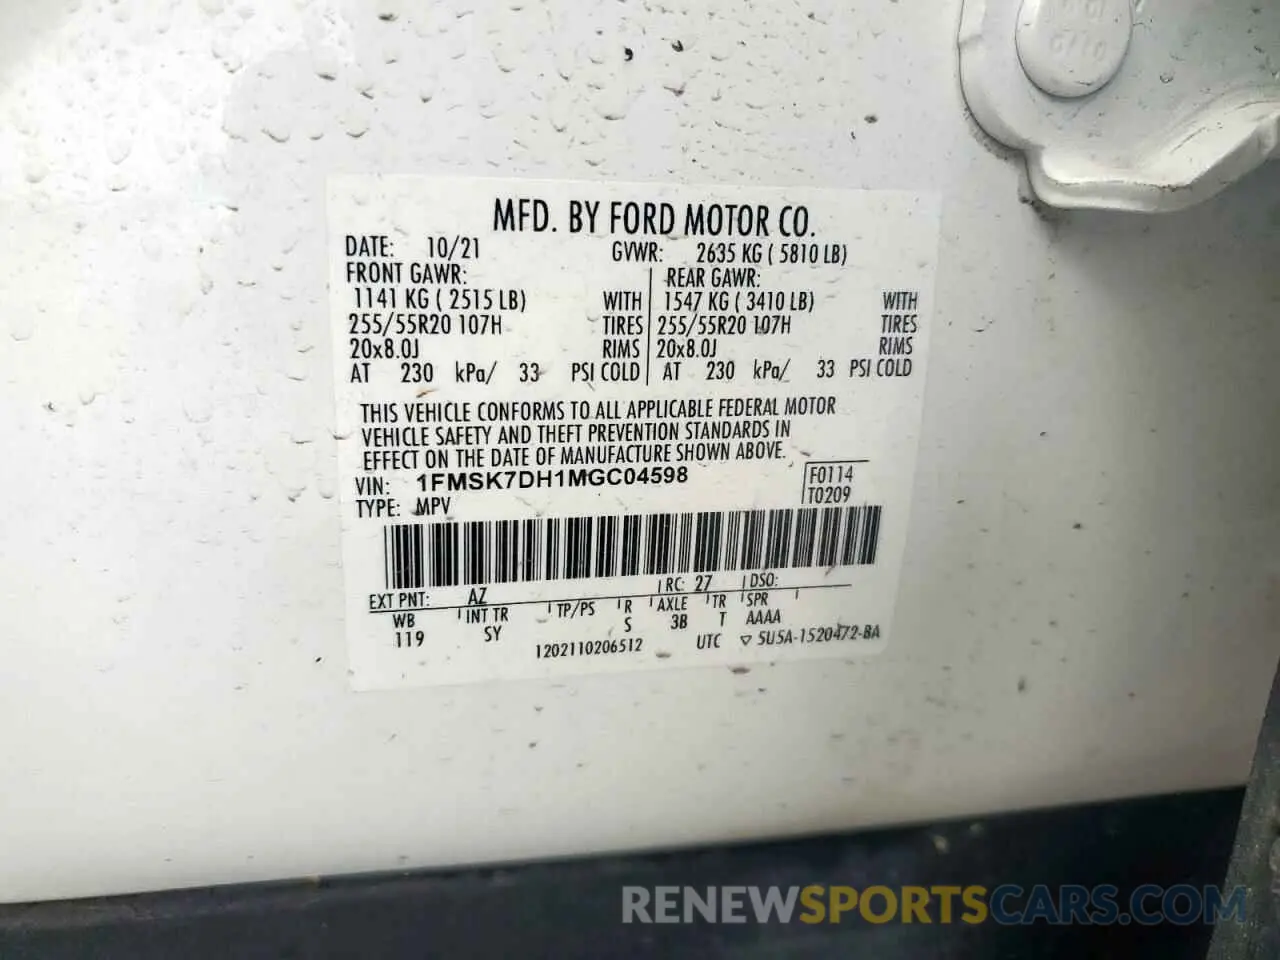 MFD. BY FORD MOTOR CO.
DATE: 10/21 GVWR: 2635 KG ( 5810 LB)
FRONT GAWR: REAR GAWR:
1141 KG ( 2515 LB) WITH 1547 KG ( 3410 LB) WITH
255/55R20 107H TIRES 255/55R20 107H TIRES
20x8.0J RIMS 20x8.0J RIMS
AT 230 kPa/ 33 PSI COLD AT 230 kPa/ 33 PSI COLD
THIS VEHICLE CONFORMS TO ALL APPLICABLE FEDERAL MOTOR
VEHICLE SAFETY AND THEFT PREVENTION STANDARDS IN
EFFECT ON THE DATE OF MANUFACTURE SHOWN ABOVE.
VIN: 1FMSK7DH1MGC04598 F0114
TYPE: MPV T0209
EXT PNT: AZ RC: 27 DSO:
WB INT TR TP/PS R AXLE TR SPR
119 SY S 3B T AAAA
1202110206512 UTC ▽ 5U5A-1520472-BA
RENEWSPORTSCARS.COM